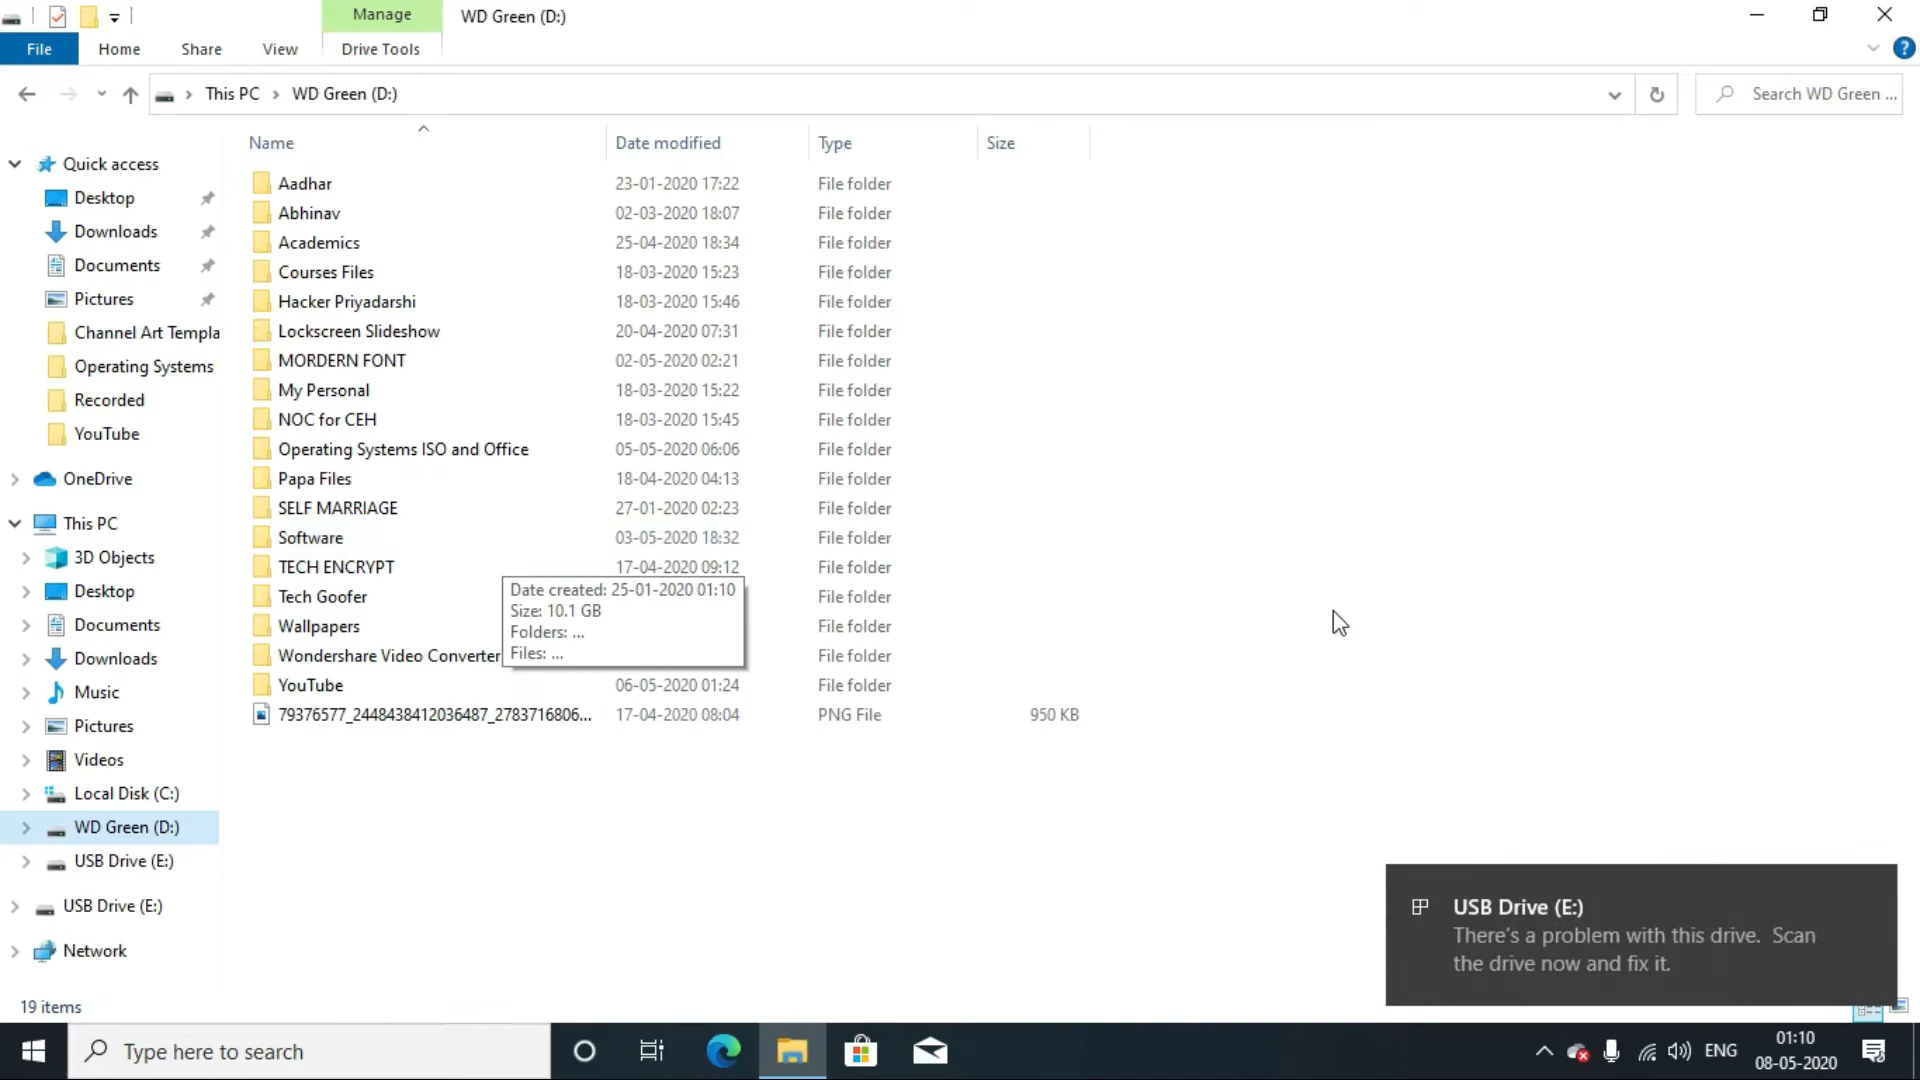 Manage
WD Green (D:)
File
Home
Share
View
Drive Tools
This PC
WD Green (D:)
Search WD Green ...
Name
Date modified
Type
Size
Quick access
Desktop
Downloads
Documents
Pictures
Channel Art Templa
Operating Systems
Recorded
YouTube
OneDrive
This PC
3D Objects
Desktop
Documents
Downloads
Music
Pictures
Videos
Local Disk (C:)
WD Green (D:)
USB Drive (E:)
USB Drive (E:)
Network
Aadhar 23-01-2020 17:22 File folder
Abhinav 02-03-2020 18:07 File folder
Academics 25-04-2020 18:34 File folder
Courses Files 18-03-2020 15:23 File folder
Hacker Priyadarshi 18-03-2020 15:46 File folder
Lockscreen Slideshow 20-04-2020 07:31 File folder
MORDERN FONT 02-05-2020 02:21 File folder
My Personal 18-03-2020 15:22 File folder
NOC for CEH 18-03-2020 15:45 File folder
Operating Systems ISO and Office 05-05-2020 06:06 File folder
Papa Files 18-04-2020 04:13 File folder
SELF MARRIAGE 27-01-2020 02:23 File folder
Software 03-05-2020 18:32 File folder
TECH ENCRYPT 17-04-2020 09:12 File folder
Tech Goofer File folder
Wallpapers File folder
Wondershare Video Converter File folder
YouTube 06-05-2020 01:24 File folder
79376577_2448438412036487_2783716806... 17-04-2020 08:04 PNG File 950 KB
Date created: 25-01-2020 01:10
Size: 10.1 GB
Folders: ...
Files: ...
USB Drive (E:)
There's a problem with this drive. Scan
the drive now and fix it.
19 items
Type here to search
ENG
01:10
08-05-2020